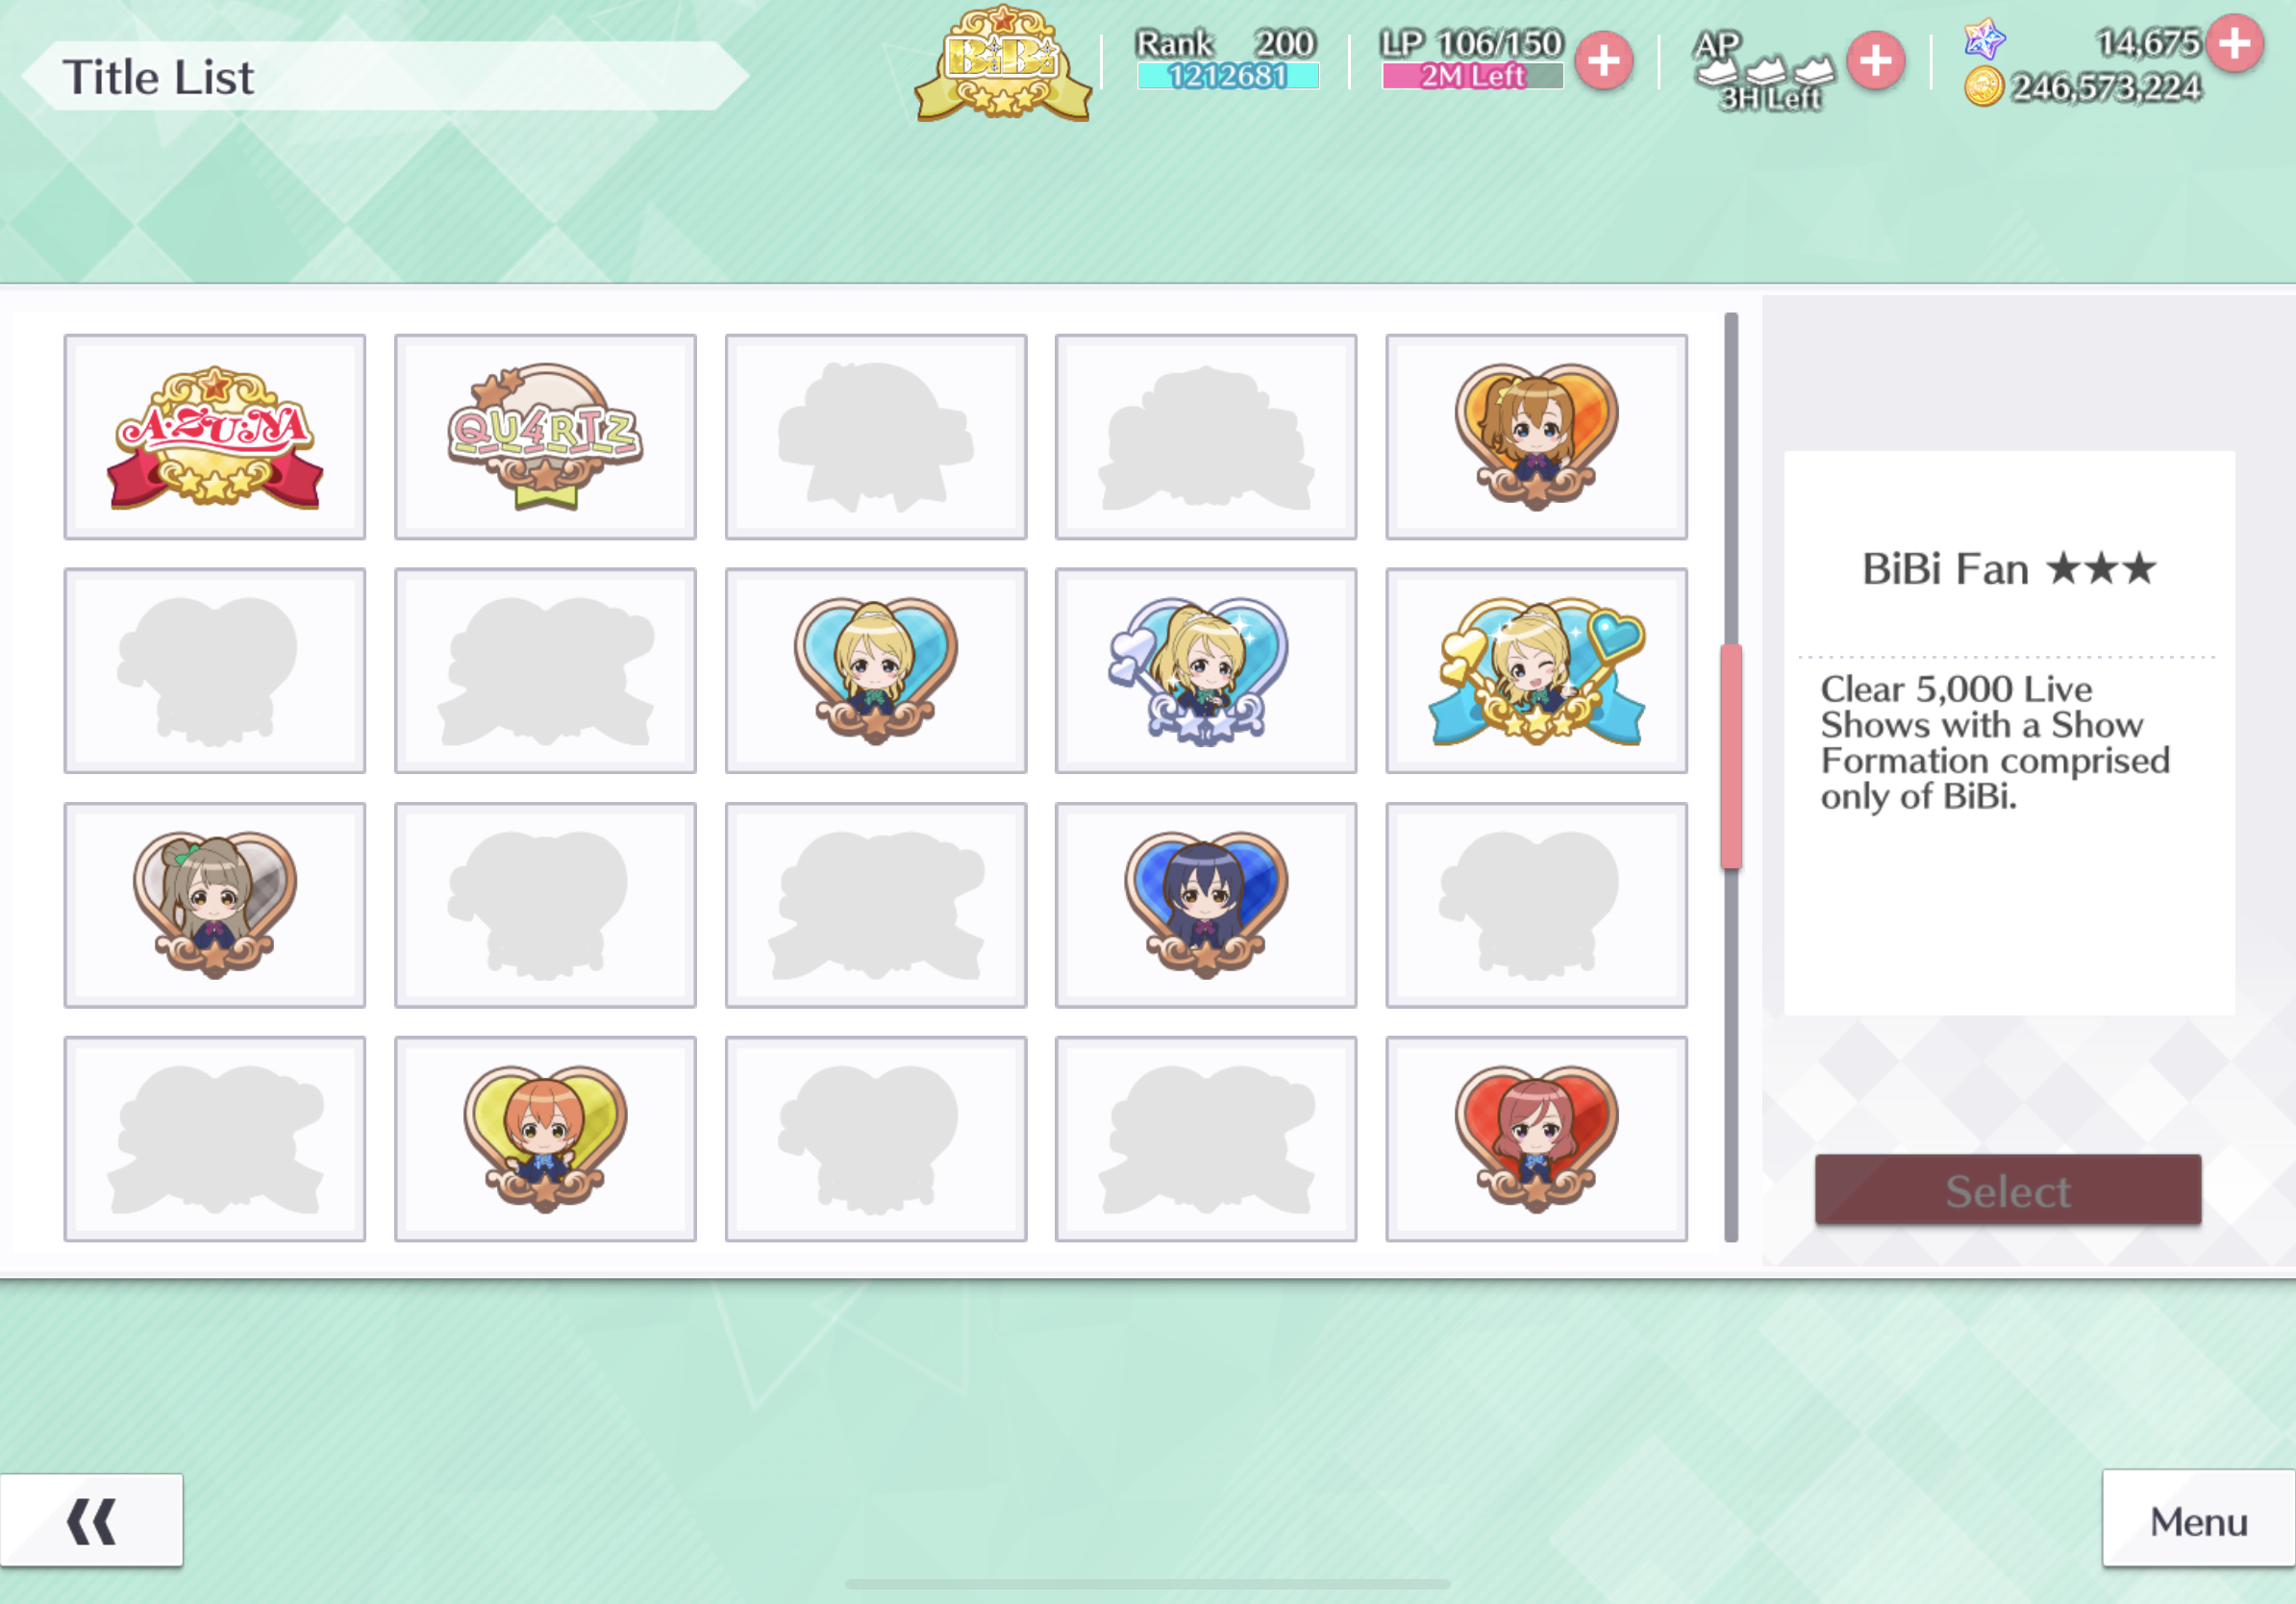 Title List
BiBi
Rank 200
1212681
LP 106/150
2M Left
AP
3H Left
14,675
246,573,224
A·ZU·NA
QU4RTZ
BiBi Fan ★★★
Clear 5,000 Live
Shows with a Show
Formation comprised
only of BiBi.
Select
Menu